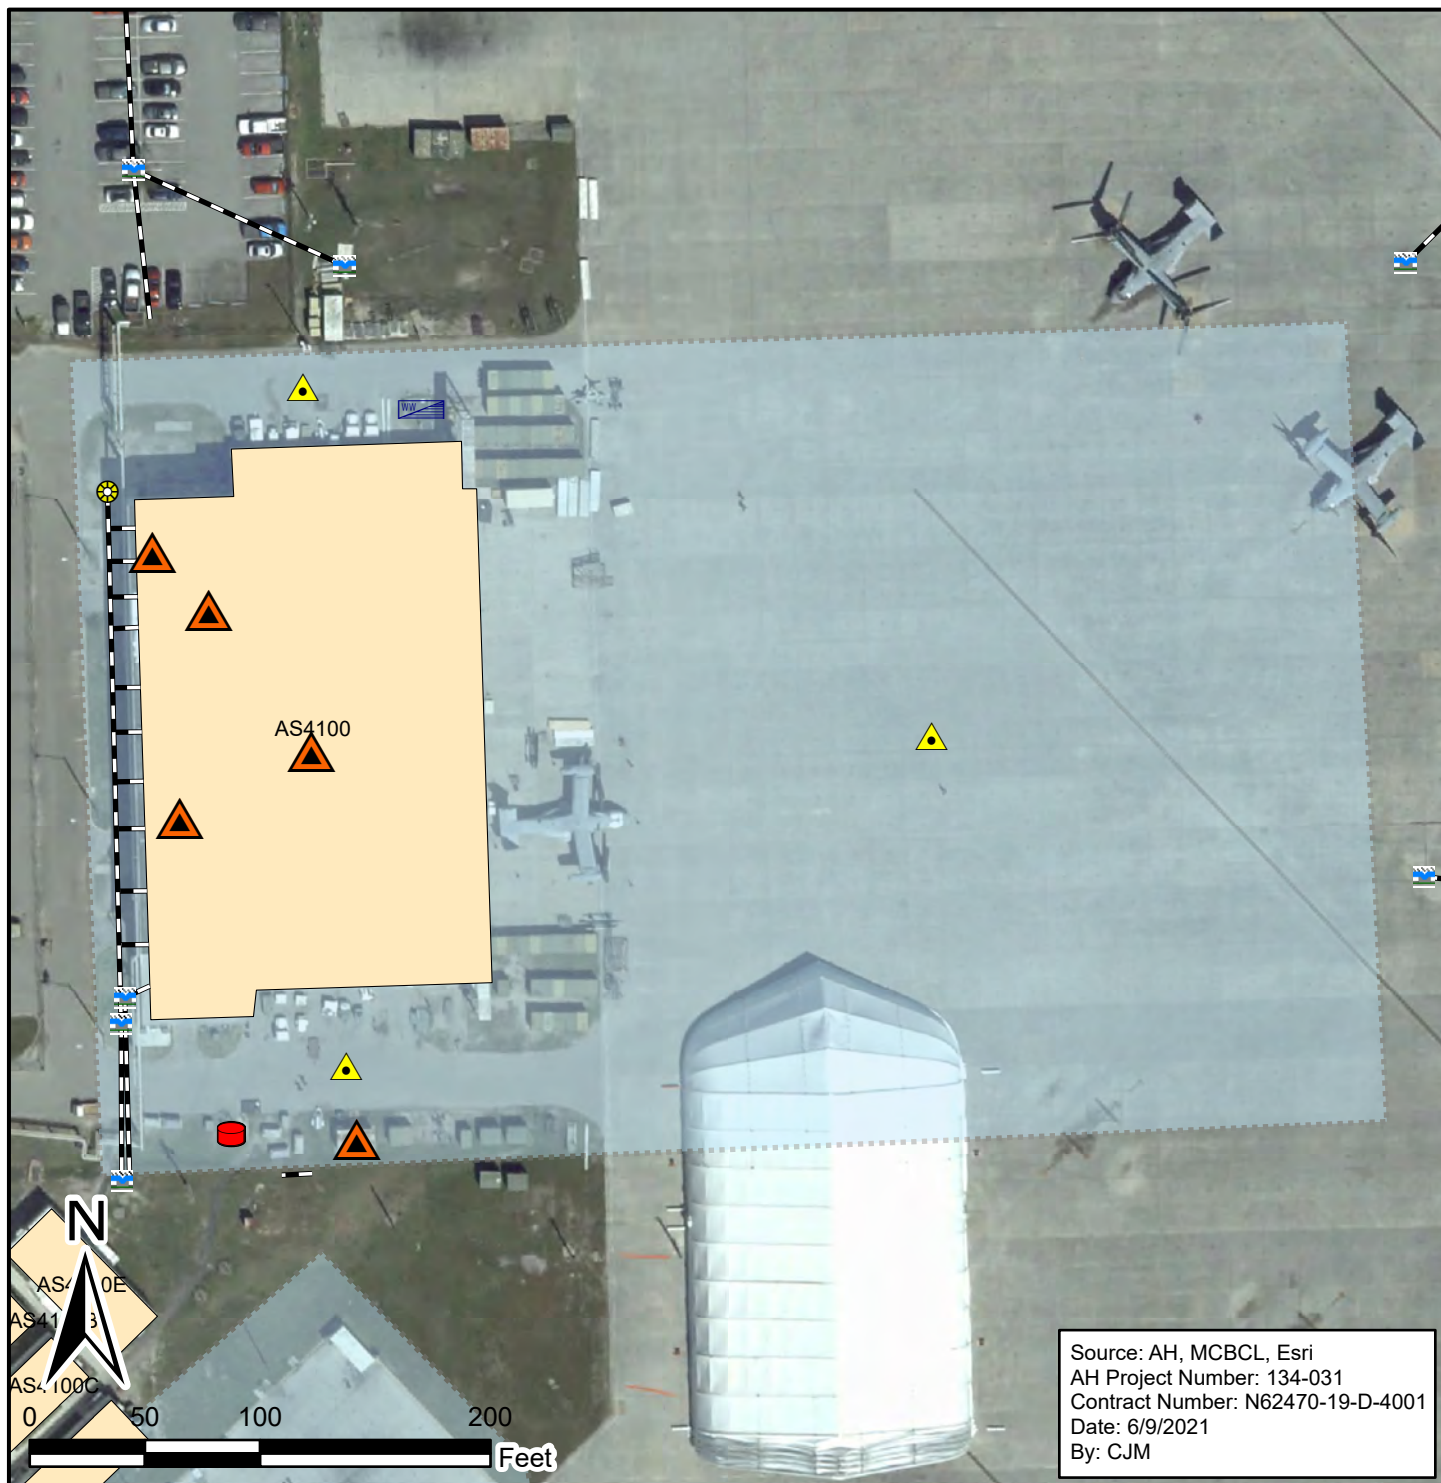 WW
AS4100
N
AS4100C
0 50 100 200
Feet
Source: AH, MCBCL, Esri
AH Project Number: 134-031
Contract Number: N62470-19-D-4001
Date: 6/9/2021
By: CJM